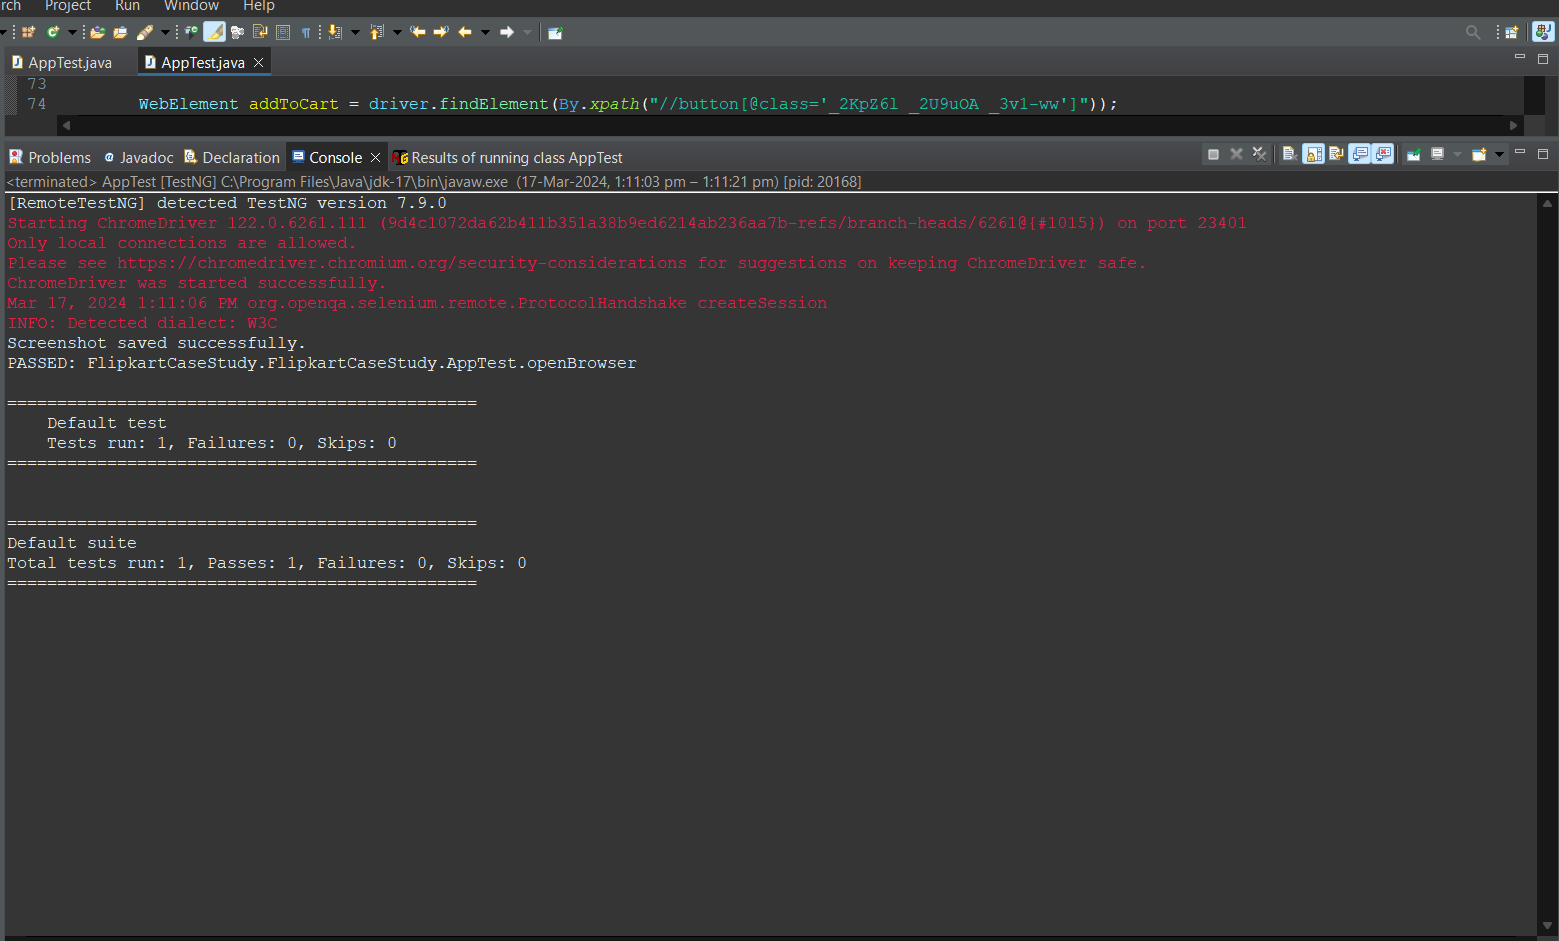 rch Project Run Window Help
AppTest.java AppTest.java
73
74 WebElement addToCart = driver.findElement(By.xpath("//button[@class='_2KpZ6l _2U9uOA _3v1-ww']"));
Problems Javadoc Declaration Console Results of running class AppTest
<terminated> AppTest [TestNG] C:\Program Files\Java\jdk-17\bin\javaw.exe (17-Mar-2024, 1:11:03 pm – 1:11:21 pm) [pid: 20168]
[RemoteTestNG] detected TestNG version 7.9.0
Starting ChromeDriver 122.0.6261.111 (9d4c1072da62b411b351a38b9ed6214ab236aa7b-refs/branch-heads/6261@{#1015}) on port 23401
Only local connections are allowed.
Please see https://chromedriver.chromium.org/security-considerations for suggestions on keeping ChromeDriver safe.
ChromeDriver was started successfully.
Mar 17, 2024 1:11:06 PM org.openqa.selenium.remote.ProtocolHandshake createSession
INFO: Detected dialect: W3C
Screenshot saved successfully.
PASSED: FlipkartCaseStudy.FlipkartCaseStudy.AppTest.openBrowser
===============================================
Default test
Tests run: 1, Failures: 0, Skips: 0
===============================================
===============================================
Default suite
Total tests run: 1, Passes: 1, Failures: 0, Skips: 0
===============================================